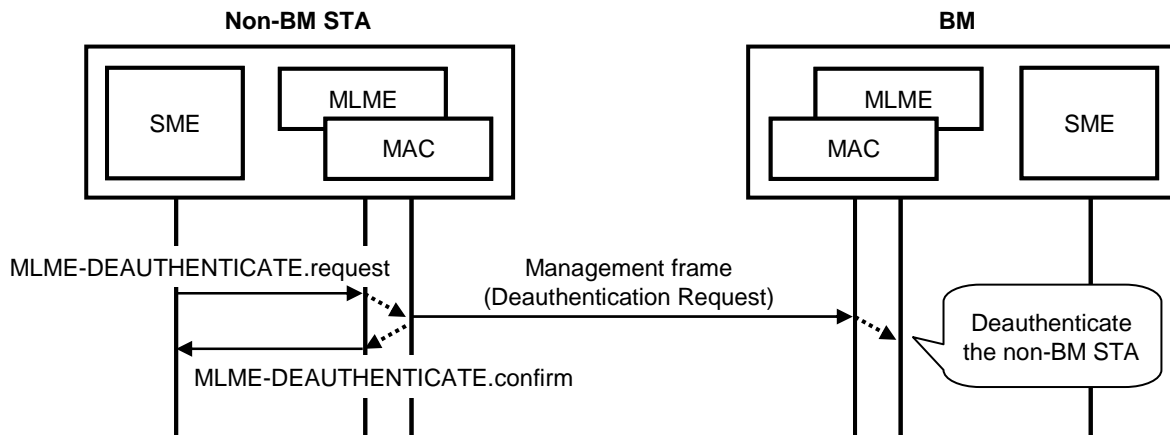 Non-BM STA
BM
SME
MLME
MAC
MLME
MAC
SME
MLME-DEAUTHENTICATE.request
Management frame
(Deauthentication Request)
Deauthenticate
the non-BM STA
MLME-DEAUTHENTICATE.confirm